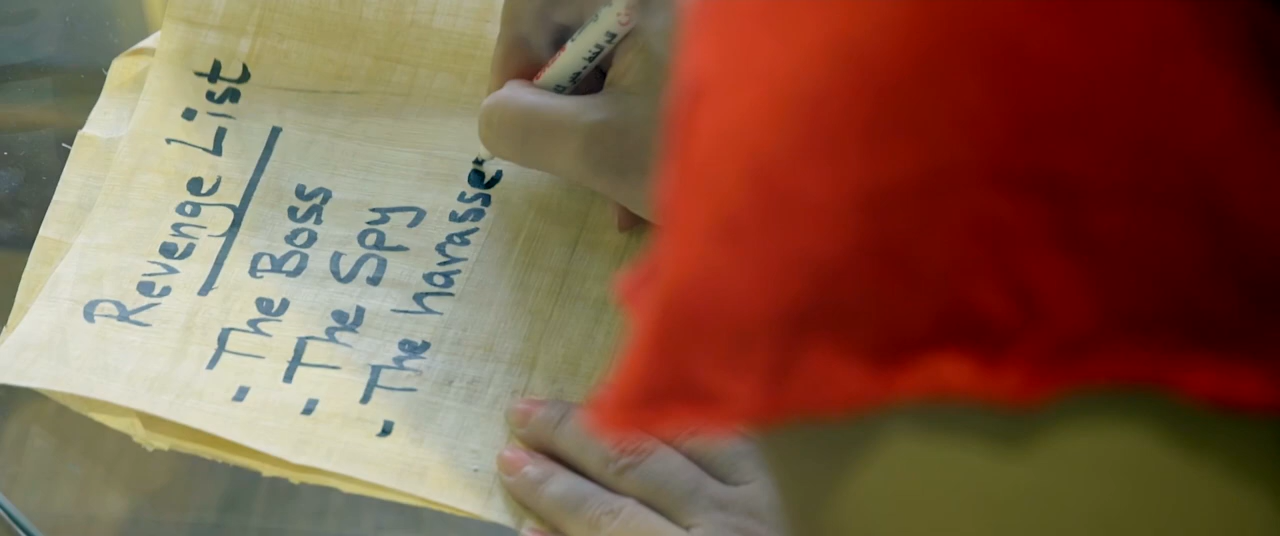 Revenge List
- The Boss
- The Spy
- The harasse